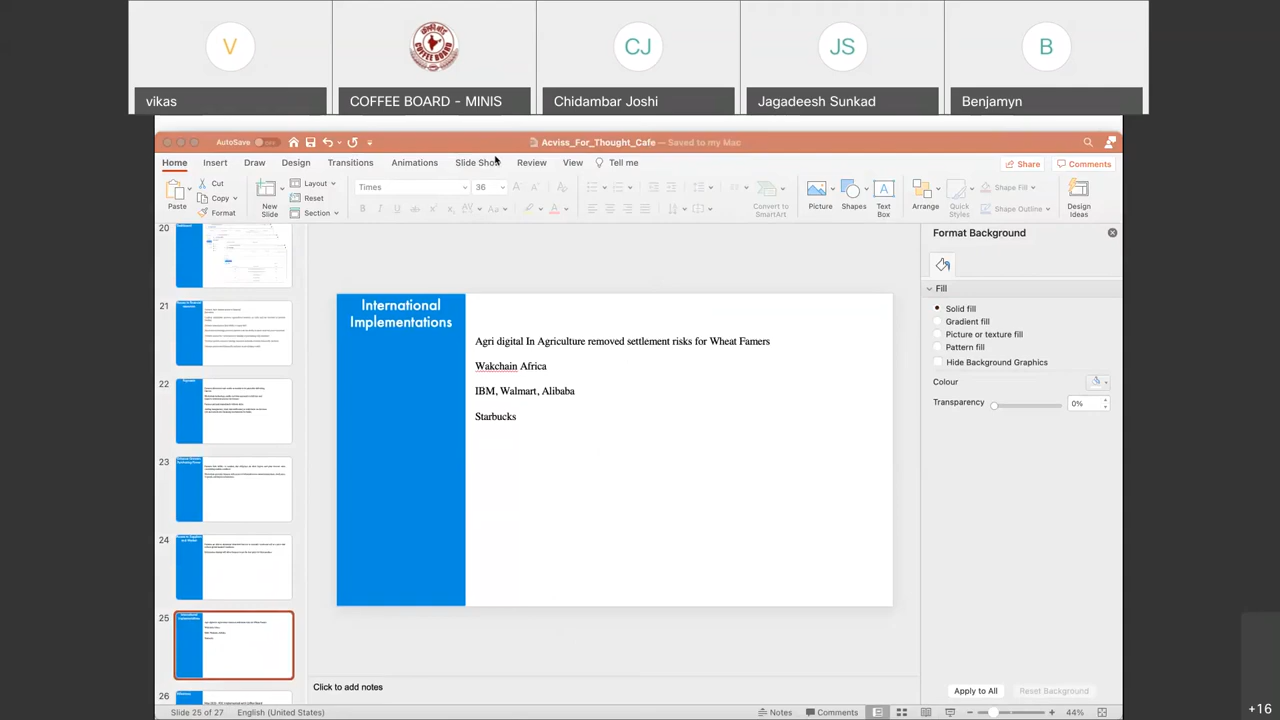 V
CJ
JS
B
vikas
COFFEE BOARD - MINIS
Chidambar Joshi
Jagadeesh Sunkad
Benjamyn
AutoSave
Acviss_For_Thought_Cafe — Saved to my Mac
Home Insert Draw Design Transitions Animations Slide Show Review View Tell me
Share Comments
Paste
Cut
Copy
Format
New Slide
Layout
Reset
Section
Times 36
Convert to SmartArt
Picture
Shapes
Text Box
Arrange
Quick Styles
Shape Fill
Shape Outline
Design Ideas
20
21
22
23
24
25
26
International
Implementations
Agri digital In Agriculture removed settlement risks for Wheat Famers
Wakchain Africa
IBM, Walmart, Alibaba
Starbucks
Format Background
Fill
Solid fill
Gradient fill
Picture or texture fill
Pattern fill
Hide Background Graphics
Colour
Transparency 0%
Apply to All Reset Background
Click to add notes
Slide 25 of 27 English (United States)
Notes Comments 44%
+16